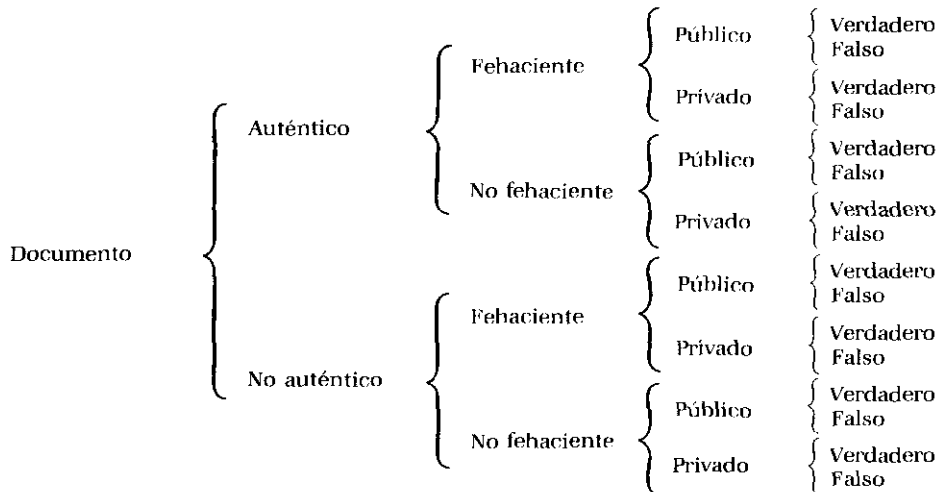 Documento
Auténtico
Fehaciente
Público
Verdadero
Falso
Privado
Verdadero
Falso
No fehaciente
Público
Verdadero
Falso
Privado
Verdadero
Falso
No auténtico
Fehaciente
Público
Verdadero
Falso
Privado
Verdadero
Falso
No fehaciente
Público
Verdadero
Falso
Privado
Verdadero
Falso